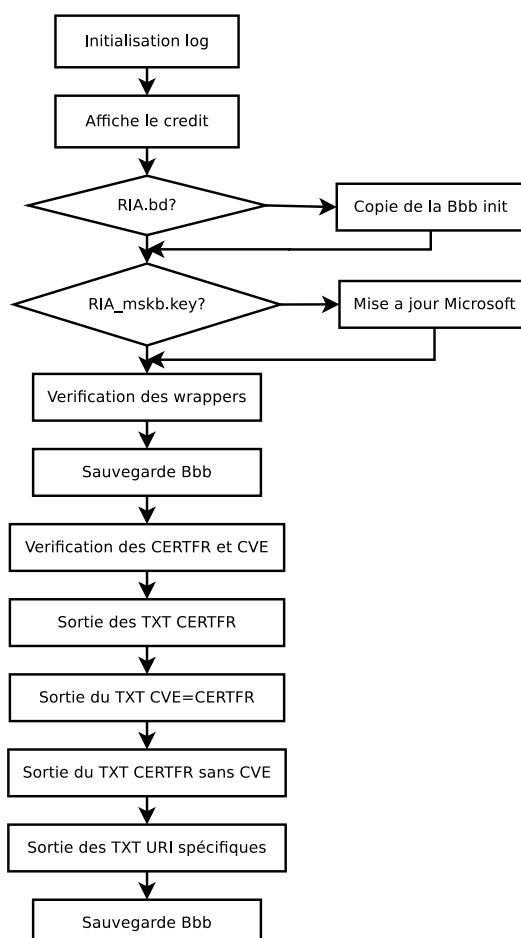 Initialisation log
Affiche le credit
RIA.bd?
Copie de la Bbb init
RIA_mskb.key?
Mise a jour Microsoft
Verification des wrappers
Sauvegarde Bbb
Verification des CERTFR et CVE
Sortie des TXT CERTFR
Sortie du TXT CVE=CERTFR
Sortie du TXT CERTFR sans CVE
Sortie des TXT URI spécifiques
Sauvegarde Bbb